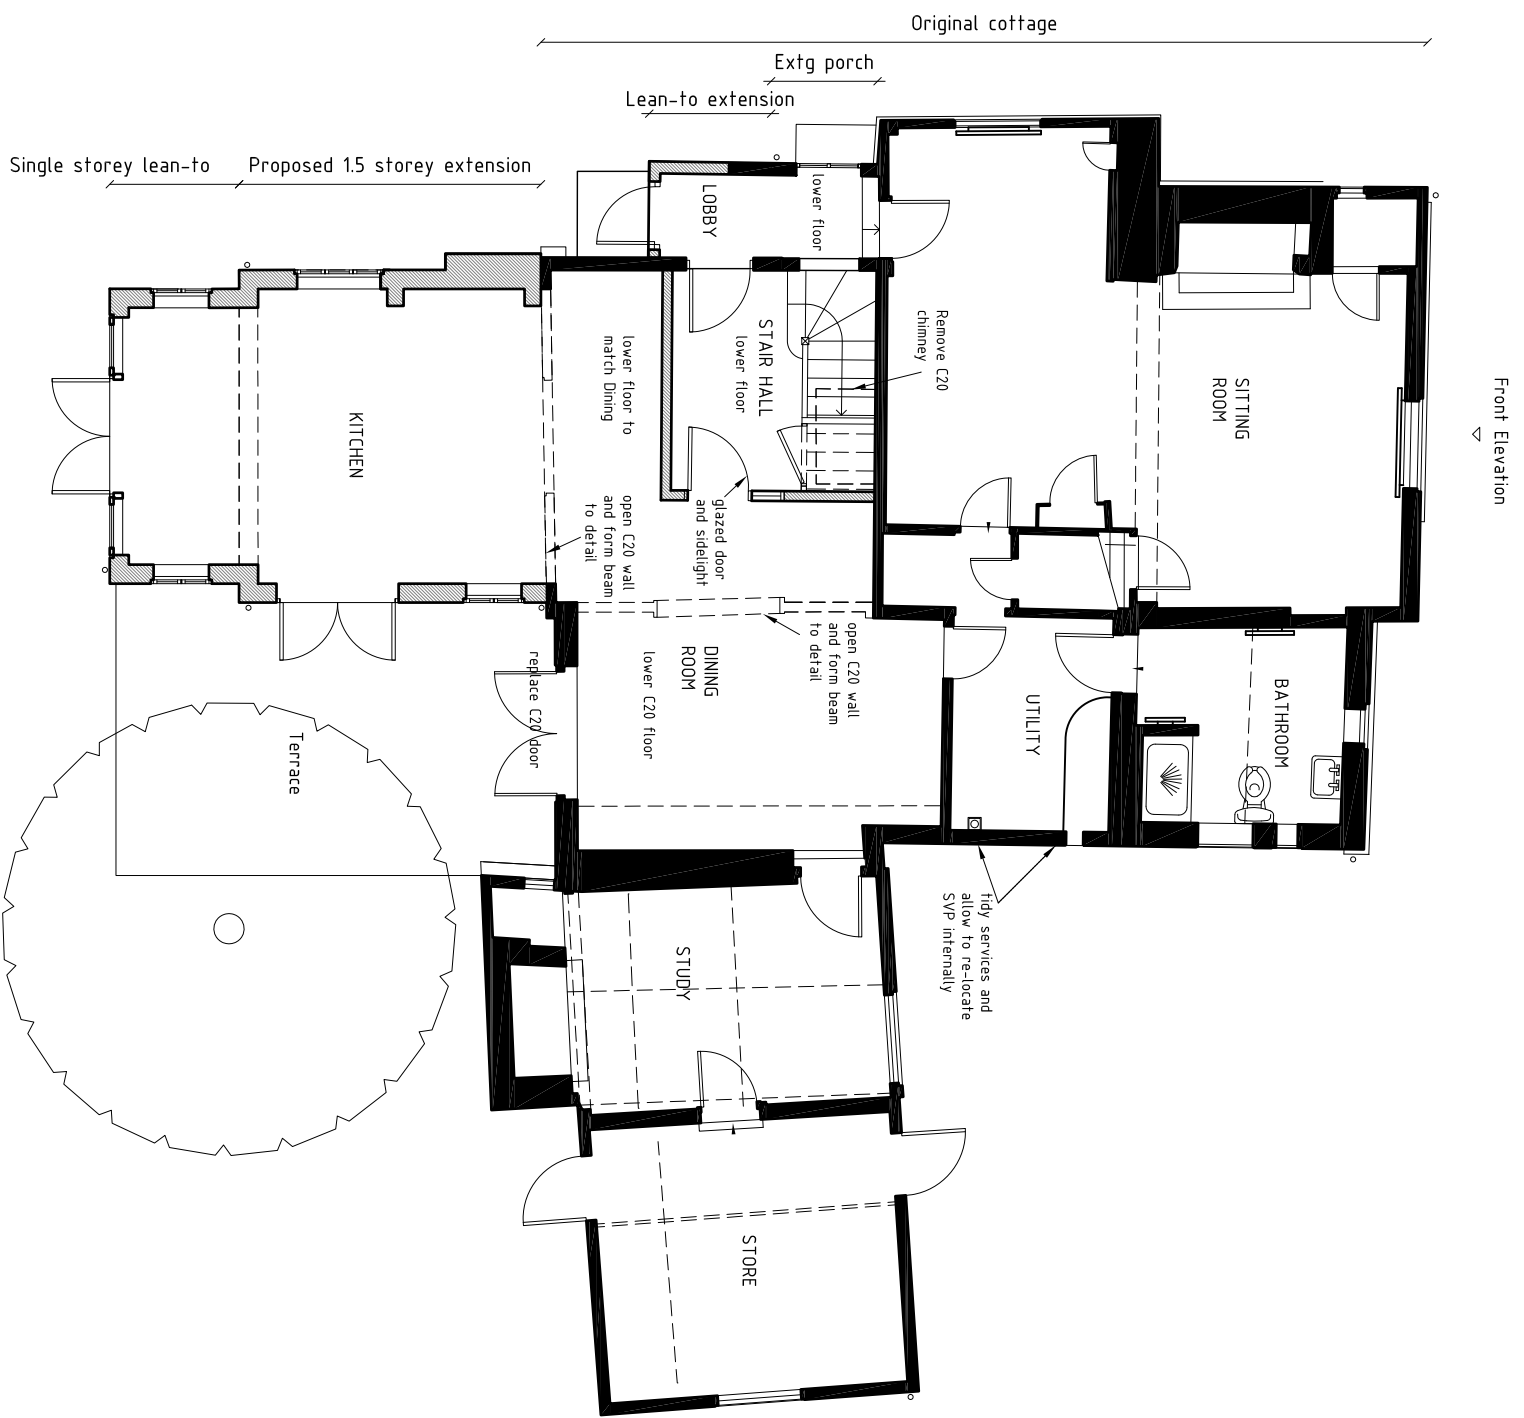 Original cottage
Extg porch
Lean-to extension
Single storey lean-to
Proposed 1.5 storey extension
LOBBY
lower floor
Remove C20
chimney
STAIR HALL
lower floor
lower floor to
match Dining
SITTING
ROOM
Front Elevation
KITCHEN
open C20 wall
and form beam
to detail
glazed door
and sidelight
open C20 wall
and form beam
to detail
DINING
ROOM
lower C20 floor
replace C20 door
UTILITY
BATHROOM
Terrace
tidy services and
allow to re-locate
SVP internally
STUDY
STORE